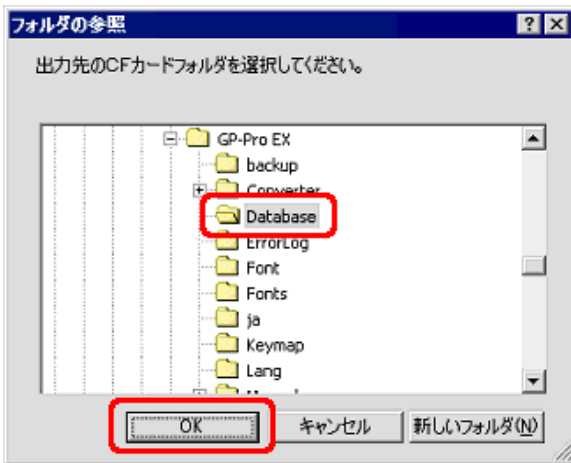 フォルダの参照
出力先のCFカードフォルダを選択してください。
GP-Pro EX
backup
Converter
Database
ErrorLog
Font
Fonts
ja
Keymap
Lang
OK
キャンセル
新しいフォルダ(N)